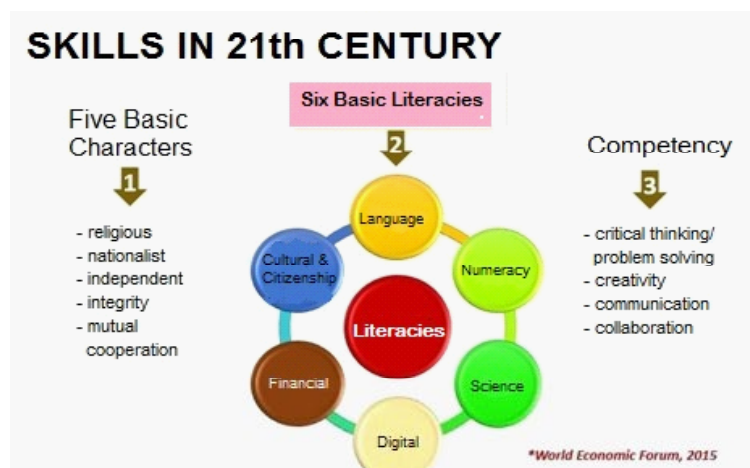 SKILLS IN 21th CENTURY
Five Basic
Characters
1
- religious
- nationalist
- independent
- integrity
- mutual
cooperation
Six Basic Literacies
2
Language
Numeracy
Science
Digital
Financial
Cultural &
Citizenship
Literacies
Competency
3
- critical thinking/
problem solving
- creativity
- communication
- collaboration
*World Economic Forum, 2015